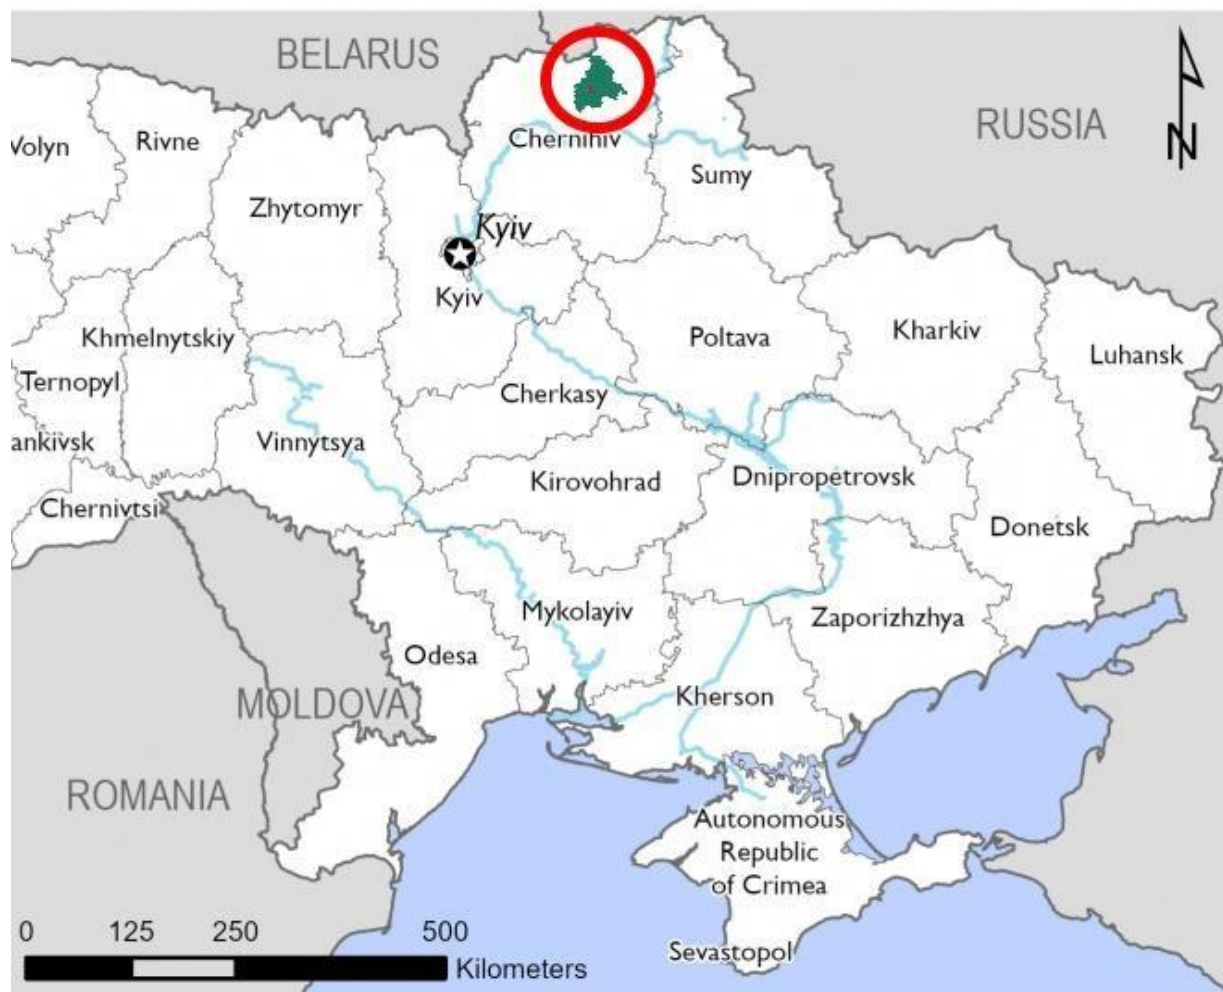 BELARUS
RUSSIA
N
Volyn
Rivne
Chernihiv
Sumy
Zhytomyr
Kyiv
Kyiv
Khmelnytskiy
Poltava
Kharkiv
Luhansk
Ternopyl
Cherkasy
ankivsk
Vinnytsya
Kirovohrad
Dnipropetrovsk
Chernivtsi
Donetsk
Mykolayiv
Zaporizhzhya
Odesa
Kherson
MOLDOVA
ROMANIA
Autonomous
Republic
of Crimea
Sevastopol
0 125 250 500
Kilometers